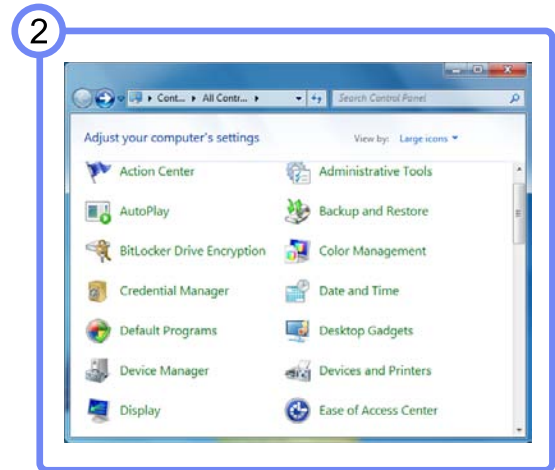 2
Cont... All Contr...
Search Control Panel
Adjust your computer's settings
View by: Large icons
Action Center
Administrative Tools
AutoPlay
Backup and Restore
BitLocker Drive Encryption
Color Management
Credential Manager
Date and Time
Default Programs
Desktop Gadgets
Device Manager
Devices and Printers
Display
Ease of Access Center